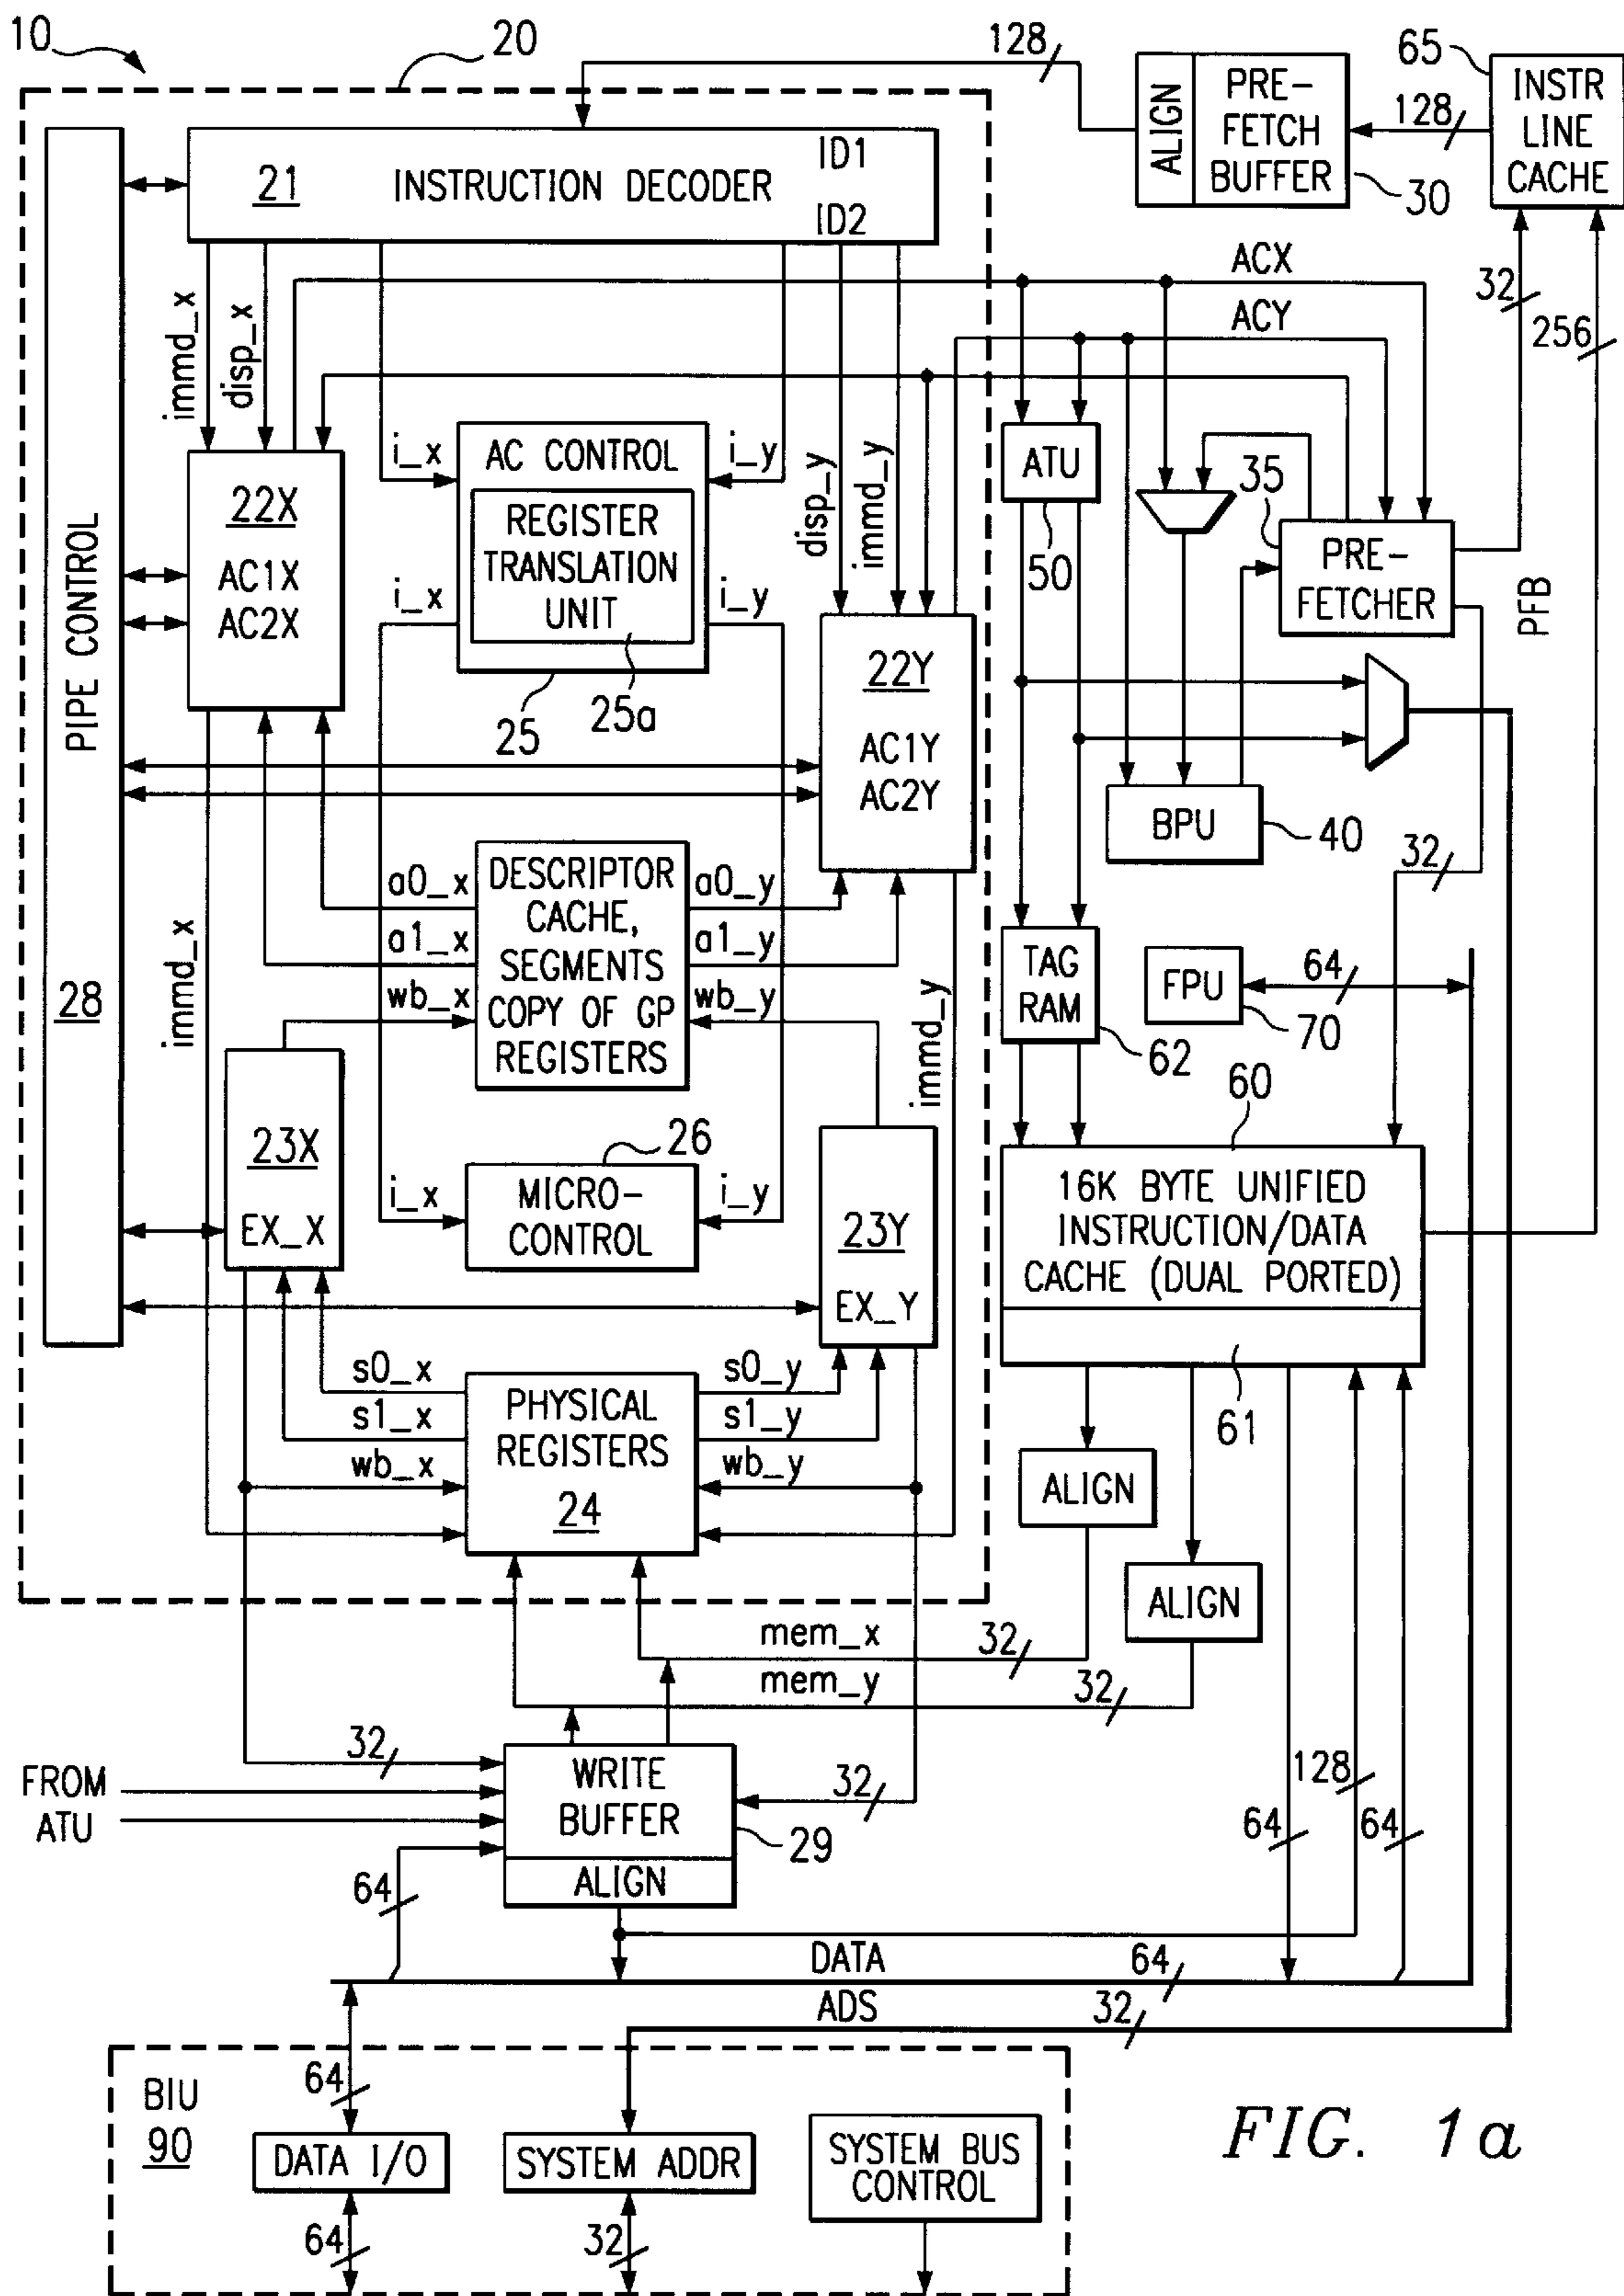 10
20
128
65
ALIGN
PRE-
FETCH
BUFFER
30
128
INSTR
LINE
CACHE
PIPE CONTROL
28
21
INSTRUCTION DECODER
ID1
ID2
immd_x
disp_x
ACX
ACY
32
256
PFB
i_x
AC CONTROL
i_y
REGISTER
TRANSLATION
UNIT
i_x
i_y
25
25a
disp_y
immd_y
22X
AC1X
AC2X
ATU
50
35
PRE-
FETCHER
22Y
AC1Y
AC2Y
BPU
40
32
a0_x
a1_x
wb_x
DESCRIPTOR
CACHE,
SEGMENTS
COPY OF GP
REGISTERS
a0_y
a1_y
wb_y
immd_x
immd_y
TAG
RAM
62
FPU
70
64
23X
EX_X
26
i_x
MICRO-
CONTROL
i_y
23Y
EX_Y
60
16K BYTE UNIFIED
INSTRUCTION/DATA
CACHE (DUAL PORTED)
61
s0_x
s1_x
wb_x
PHYSICAL
REGISTERS
24
s0_y
s1_y
wb_y
ALIGN
ALIGN
mem_x
32
mem_y
32
FROM
ATU
32
WRITE
BUFFER
ALIGN
29
32
64
128
64
64
DATA
64
ADS
32
BIU
90
64
DATA I/O
64
SYSTEM ADDR
32
SYSTEM BUS
CONTROL
FIG. 1a